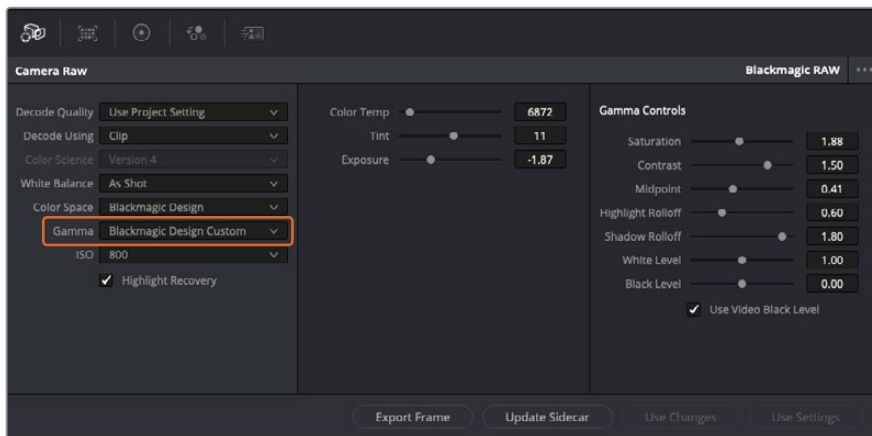 Camera Raw
Blackmagic RAW
Decode Quality Use Project Setting
Decode Using Clip
Color Science Version 4
White Balance As Shot
Color Space Blackmagic Design
Gamma Blackmagic Design Custom
ISO 800
Highlight Recovery
Color Temp 6872
Tint 11
Exposure -1.87
Gamma Controls
Saturation 1.88
Contrast 1.50
Midpoint 0.41
Highlight Rolloff 0.60
Shadow Rolloff 1.80
White Level 1.00
Black Level 0.00
Use Video Black Level
Export Frame
Update Sidecar
Use Changes
Use Settings